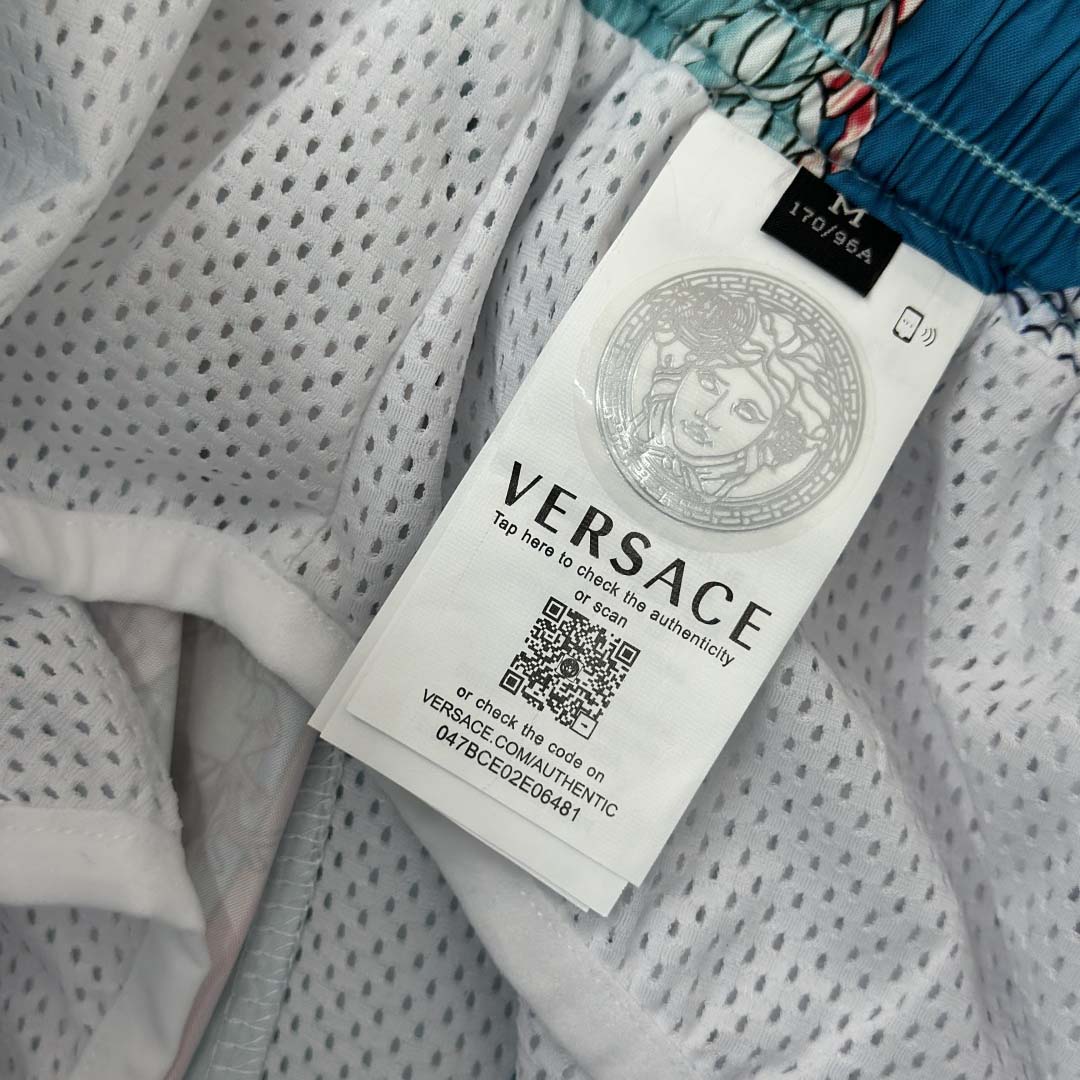 M
170/96A
VERSACE
Tap here to check the authenticity
or scan
or check the code on
VERSACE.COM/AUTHENTIC
047BCE02E06481